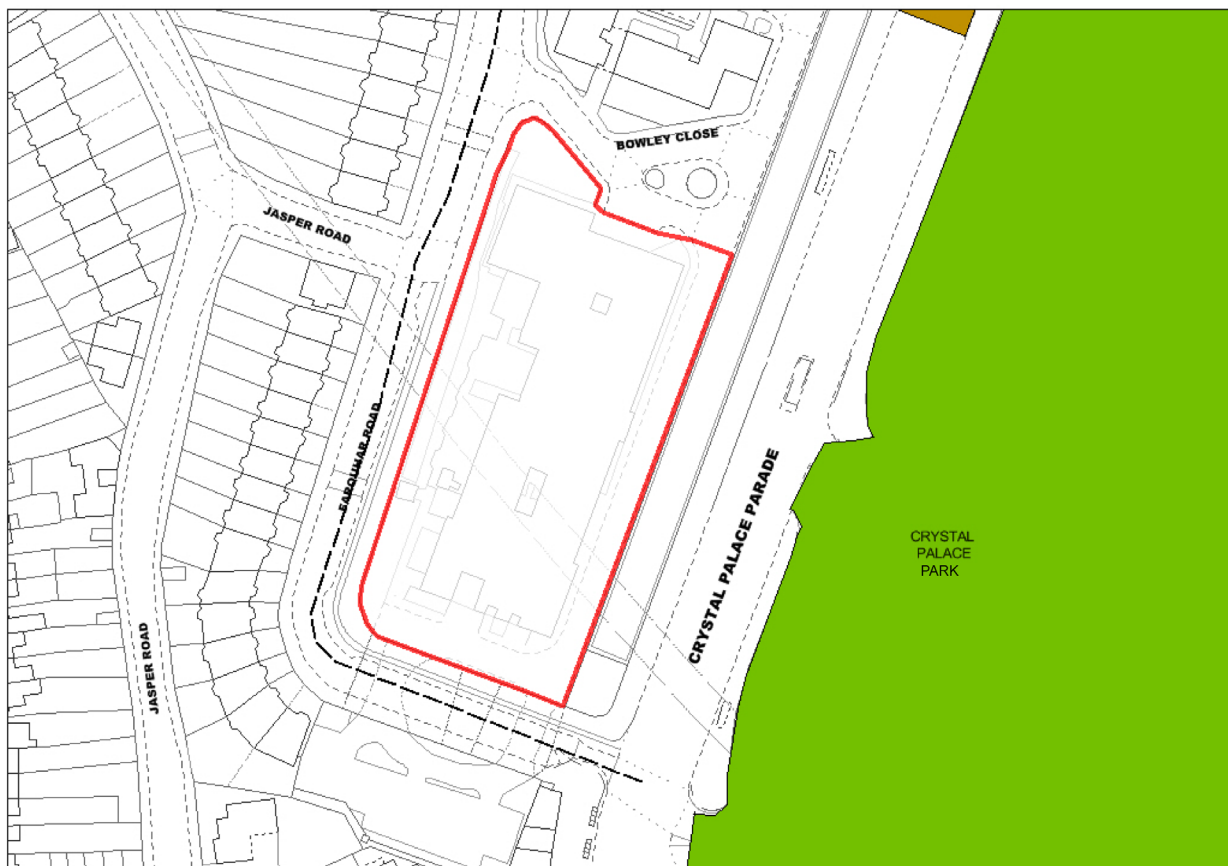 BOWLEY CLOSE
JASPER ROAD
FARQUHAR ROAD
CRYSTAL PALACE PARADE
CRYSTAL
PALACE
PARK
JASPER ROAD